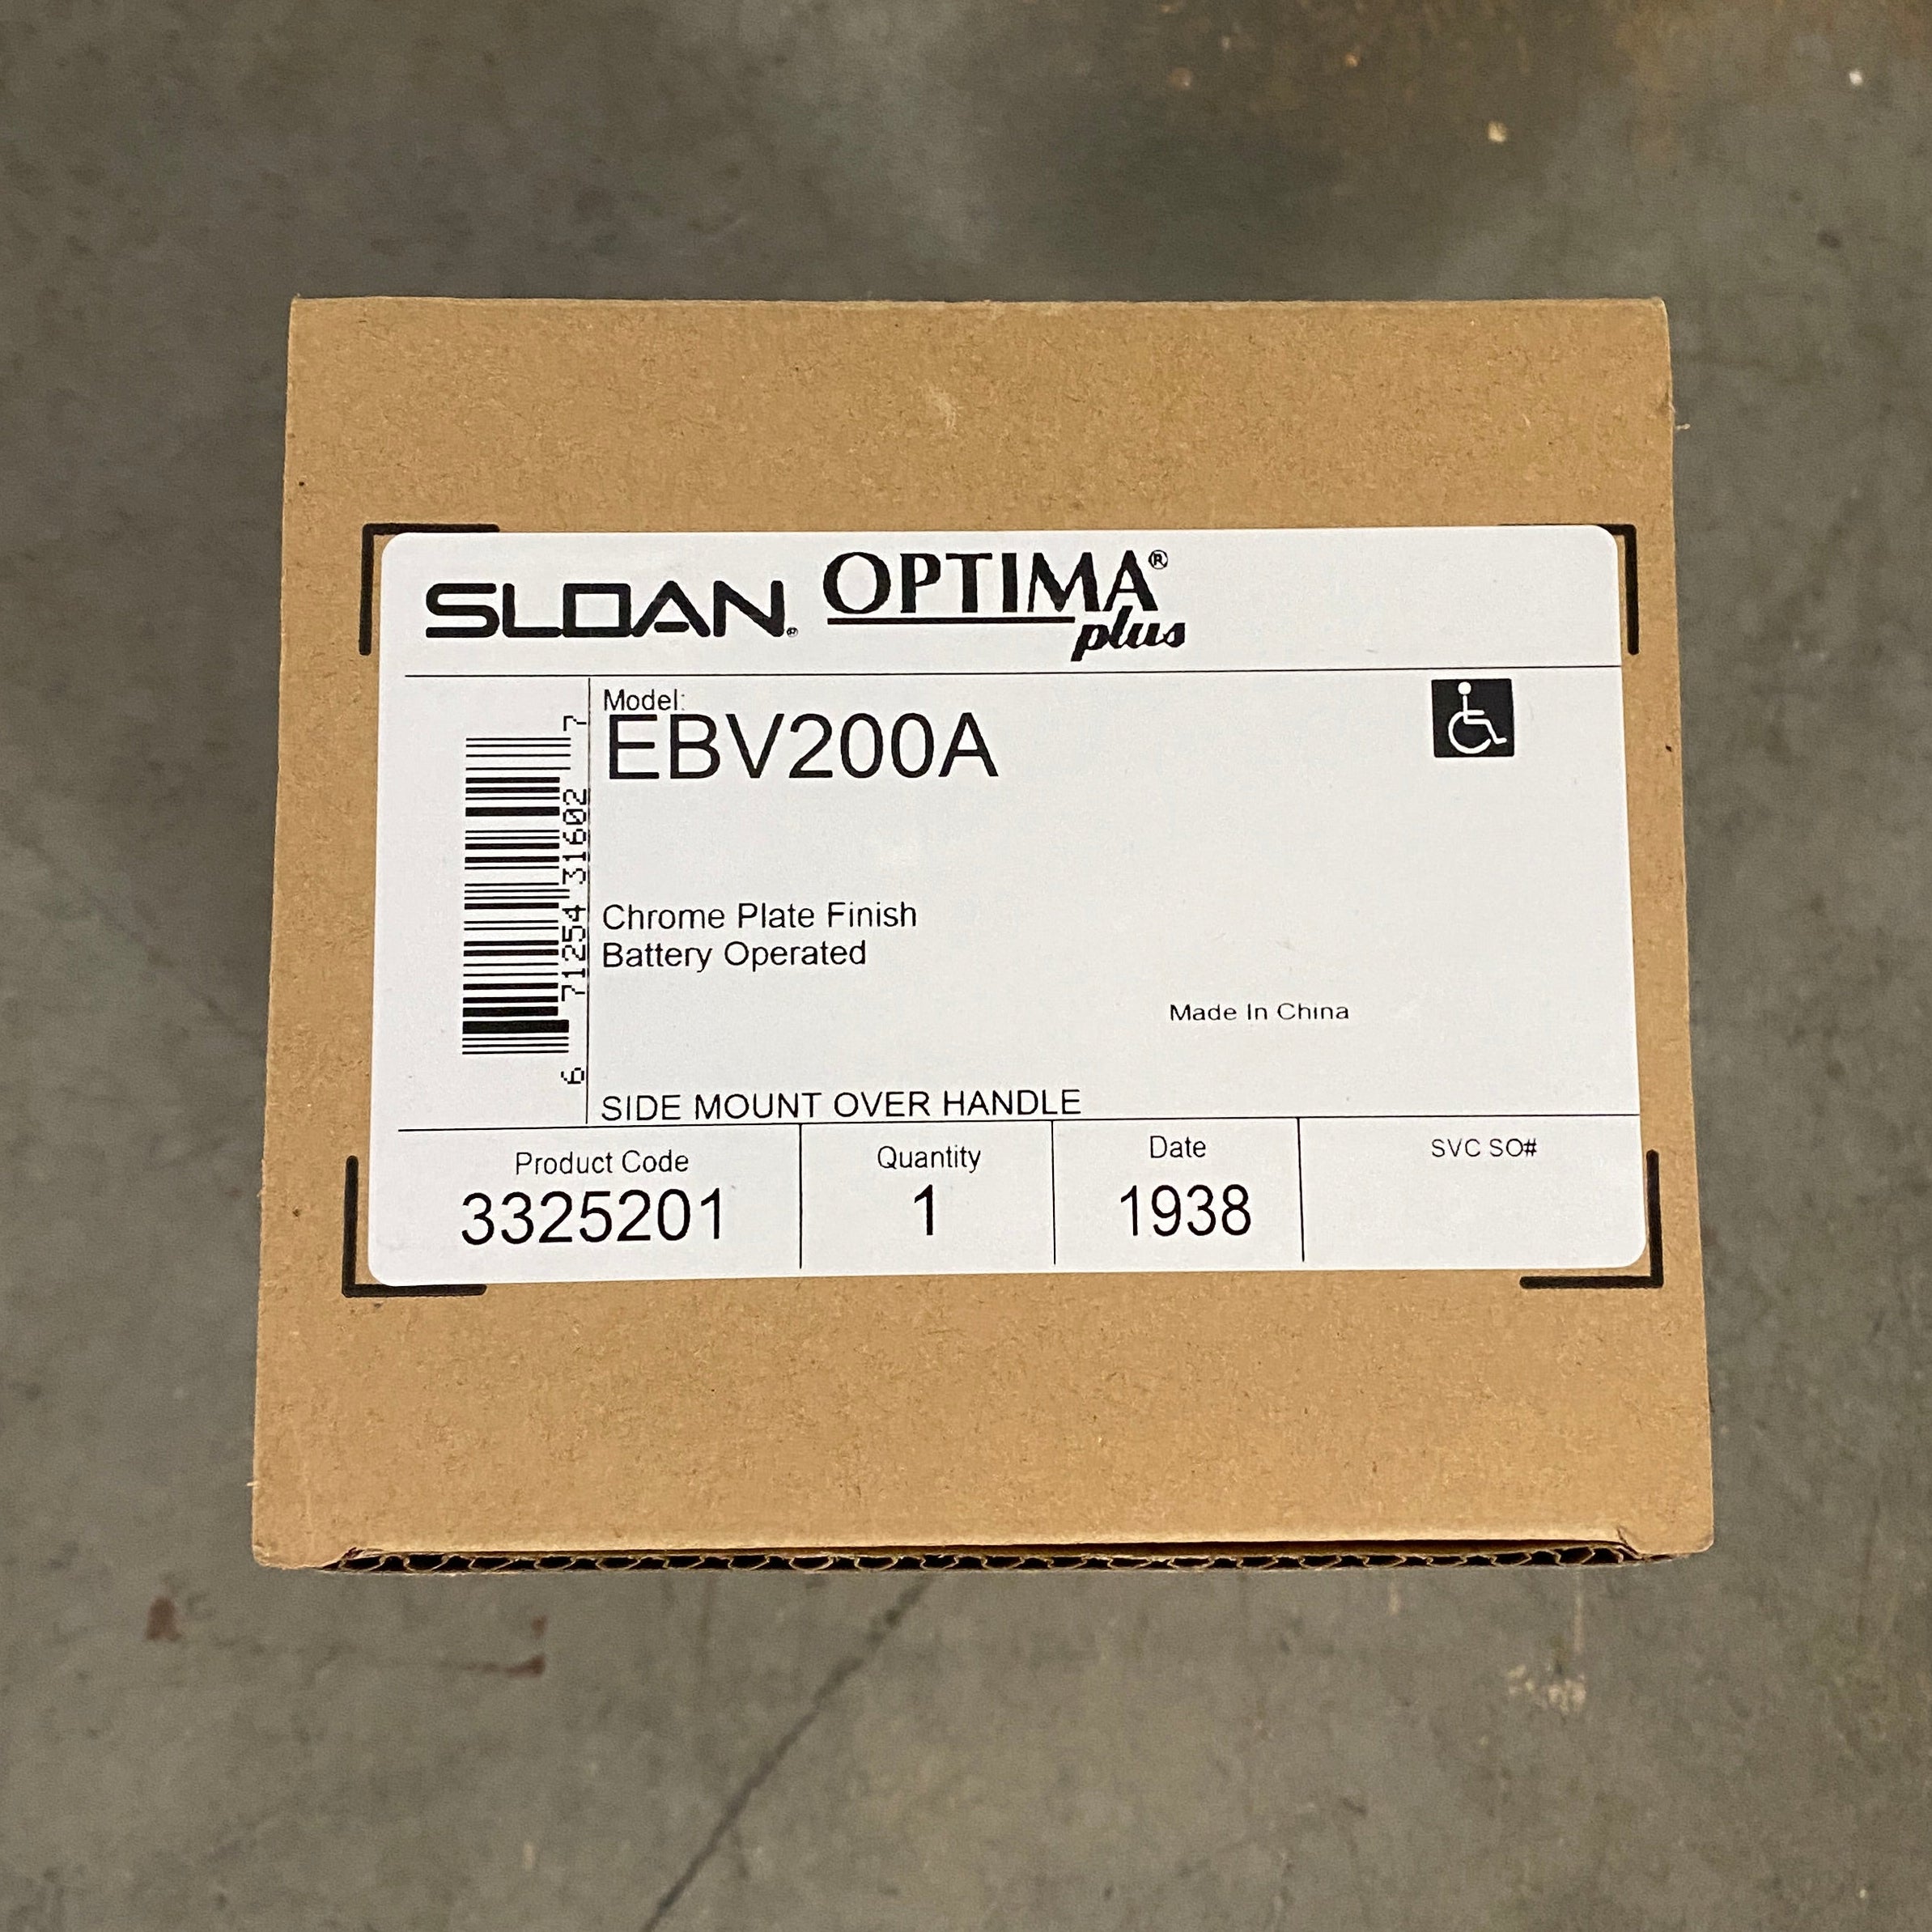 SLOAN® OPTIMA®
plus
Model:
EBV200A
6 71254 31602 7
Chrome Plate Finish
Battery Operated
Made In China
SIDE MOUNT OVER HANDLE
Product Code
3325201
Quantity
1
Date
1938
SVC SO#